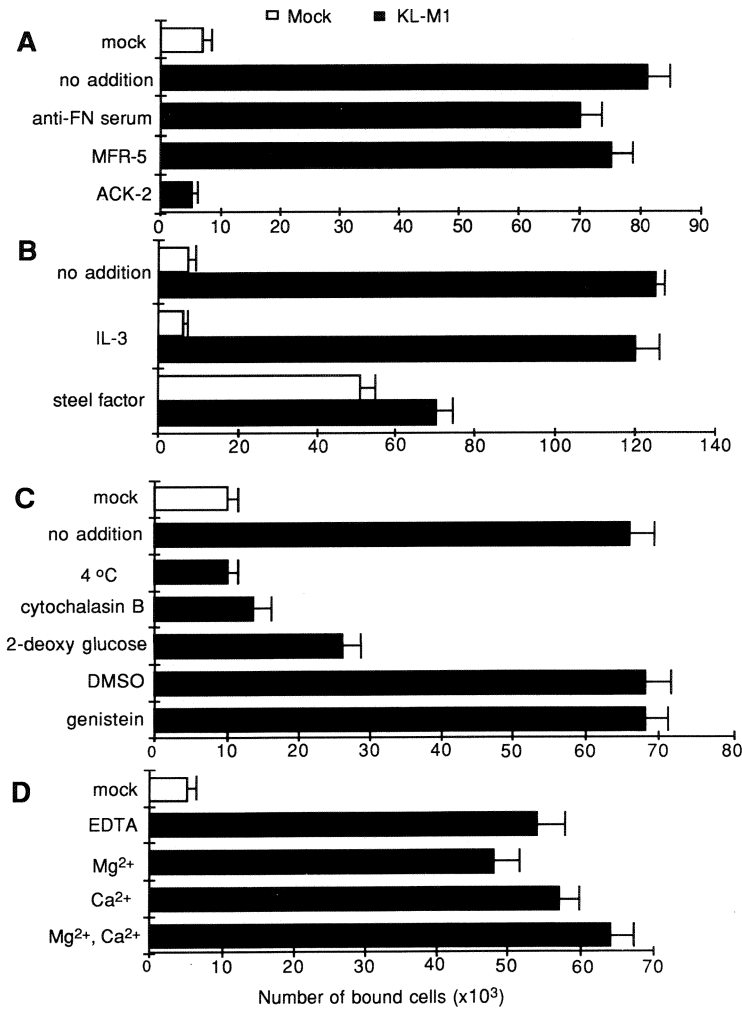 Mock KL-M1
A
mock
no addition
anti-FN serum
MFR-5
ACK-2
0 10 20 30 40 50 60 70 80 90
B
no addition
IL-3
steel factor
0 20 40 60 80 100 120 140
C
mock
no addition
4 ºC
cytochalasin B
2-deoxy glucose
DMSO
genistein
0 10 20 30 40 50 60 70 80
D
mock
EDTA
Mg²⁺
Ca²⁺
Mg²⁺, Ca²⁺
0 10 20 30 40 50 60 70
Number of bound cells (x10³)